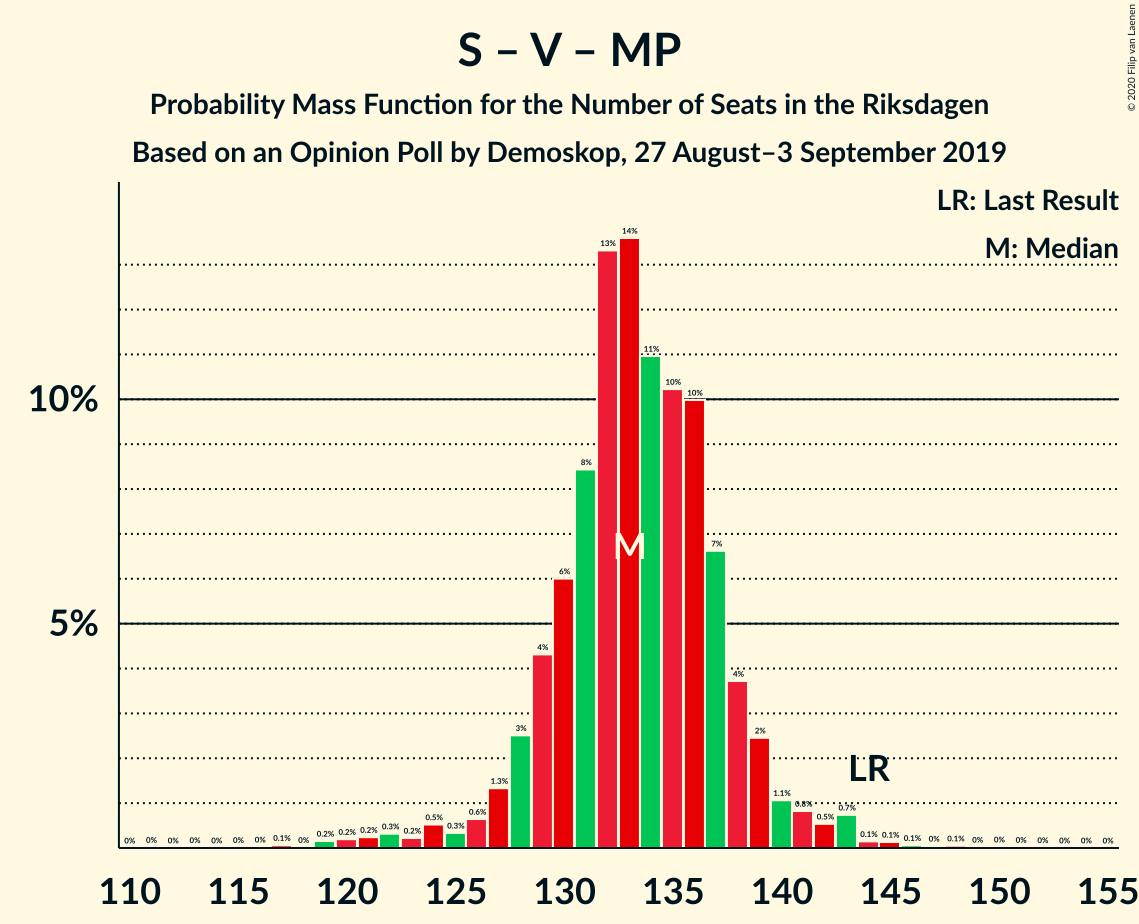 S – V – MP
Probability Mass Function for the Number of Seats in the Riksdagen
Based on an Opinion Poll by Demoskop, 27 August–3 September 2019
© 2020 Filip van Laenen
LR: Last Result
M: Median
10%
5%
0% 0% 0% 0% 0% 0% 0% 0.1% 0% 0.2% 0.2% 0.2% 0.3% 0.2% 0.5% 0.3% 0.6% 1.3% 3% 4% 6% 8% 13% 14% 11% 10% 10% 7% 4% 2% 1.1% 0.8% 0.5% 0.7% 0.1% 0.1% 0.1% 0% 0.1% 0% 0% 0% 0% 0% 0% 0%
M
LR
110 115 120 125 130 135 140 145 150 155